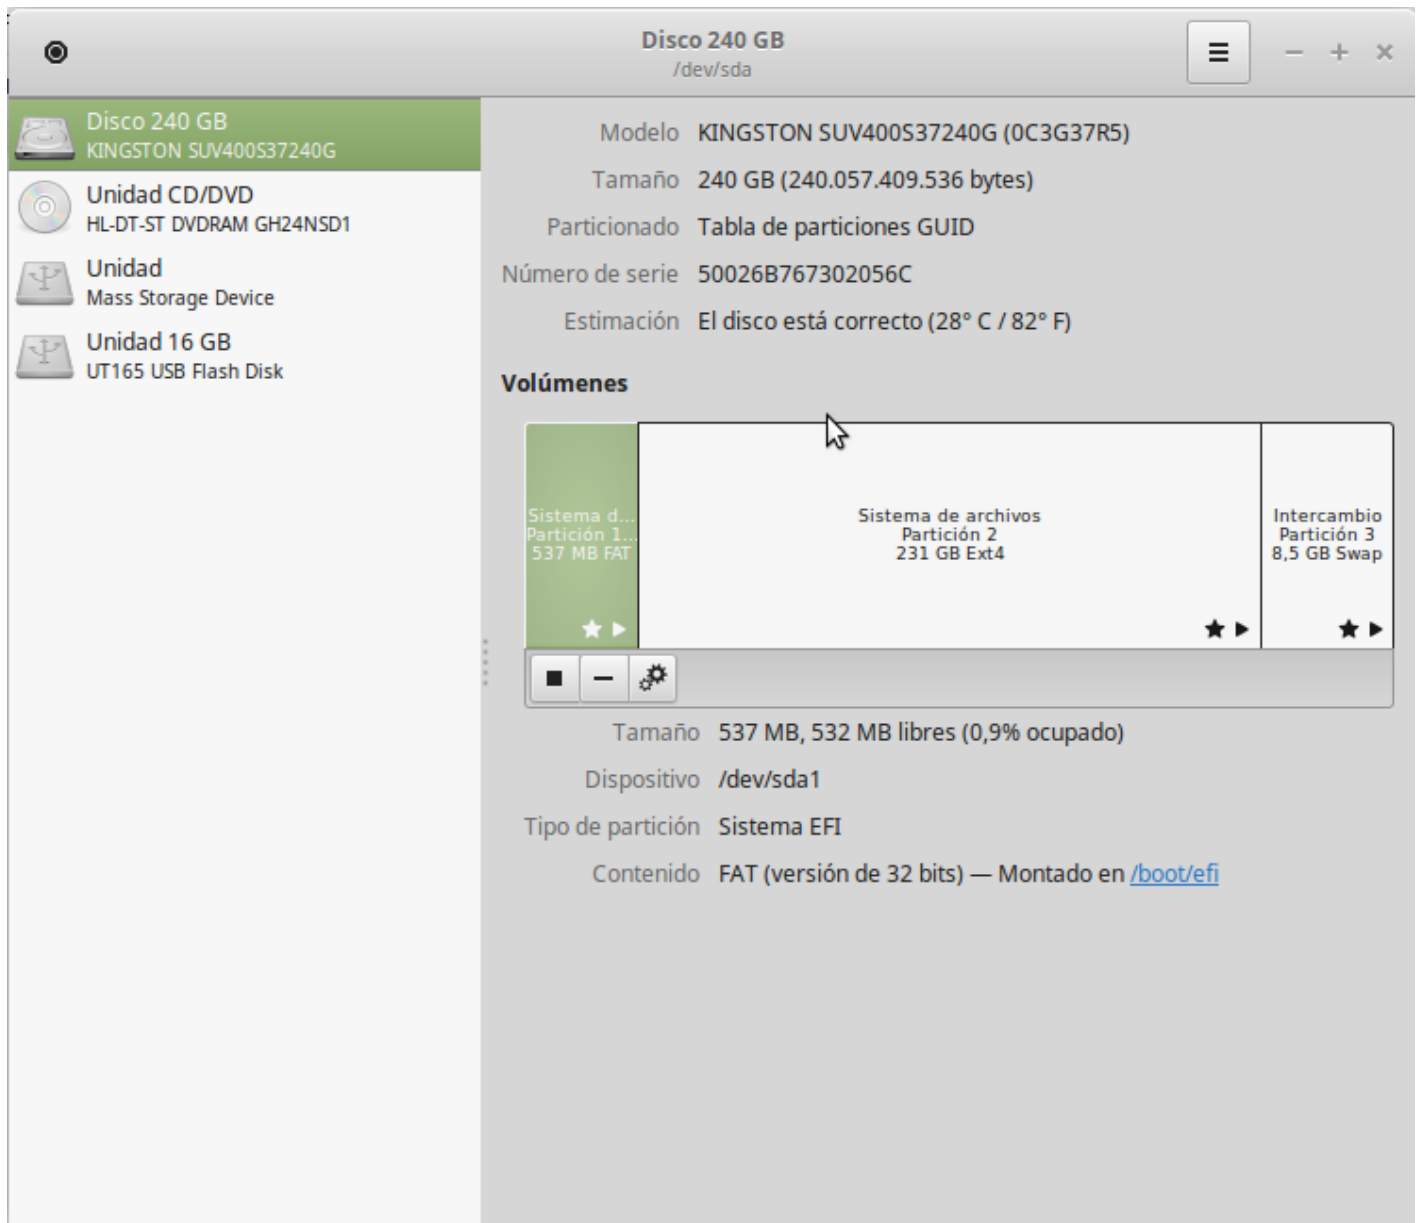 Disco 240 GB
/dev/sda
Disco 240 GB
KINGSTON SUV400S37240G
Unidad CD/DVD
HL-DT-ST DVDRAM GH24NSD1
Unidad
Mass Storage Device
Unidad 16 GB
UT165 USB Flash Disk
Modelo KINGSTON SUV400S37240G (0C3G37R5)
Tamaño 240 GB (240.057.409.536 bytes)
Particionado Tabla de particiones GUID
Número de serie 50026B767302056C
Estimación El disco está correcto (28° C / 82° F)
Volúmenes
Sistema d...
Partición 1...
537 MB FAT
Sistema de archivos
Partición 2
231 GB Ext4
Intercambio
Partición 3
8,5 GB Swap
Tamaño 537 MB, 532 MB libres (0,9% ocupado)
Dispositivo /dev/sda1
Tipo de partición Sistema EFI
Contenido FAT (versión de 32 bits) — Montado en /boot/efi